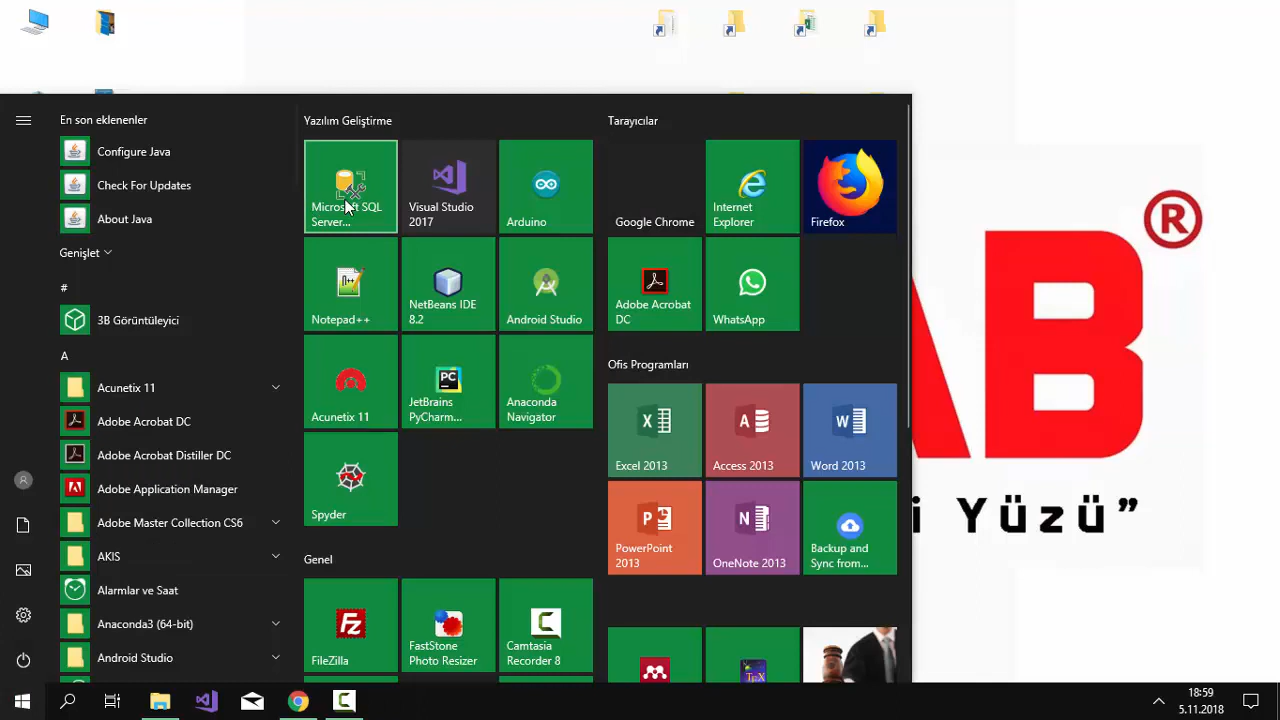 En son eklenenler
Configure Java
Check For Updates
About Java
Genişlet
#
3B Görüntüleyici
A
Acunetix 11
Adobe Acrobat DC
Adobe Acrobat Distiller DC
Adobe Application Manager
Adobe Master Collection CS6
AKIS
Alarmlar ve Saat
Anaconda3 (64-bit)
Android Studio
Yazılım Geliştirme
Microsoft SQL
Server...
Visual Studio
2017
Arduino
Notepad++
NetBeans IDE
8.2
Android Studio
Acunetix 11
PC
JetBrains
PyCharm...
Anaconda
Navigator
Spyder
Genel
FileZilla
FastStone
Photo Resizer
Camtasia
Recorder 8
Tarayıcılar
Google Chrome
Internet
Explorer
Firefox
Adobe Acrobat
DC
WhatsApp
Ofis Programları
Excel 2013
Access 2013
Word 2013
PowerPoint
2013
OneNote 2013
Backup and
Sync from...
TEX
AB®
i Yüzü”
18:59
5.11.2018